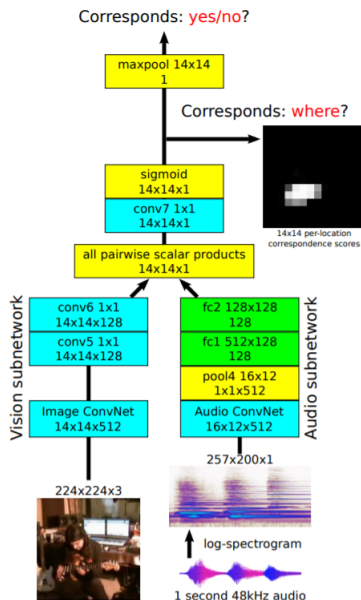 Corresponds: yes/no?
maxpool 14x14
1
Corresponds: where?
sigmoid
14x14x1
conv7 1x1
14x14x1
14x14 per-location
correspondence scores
all pairwise scalar products
14x14x1
Vision subnetwork
conv6 1x1
14x14x128
conv5 1x1
14x14x128
Image ConvNet
14x14x512
224x224x3
fc2 128x128
128
fc1 512x128
128
pool4 16x12
1x1x512
Audio ConvNet
16x12x512
Audio subnetwork
257x200x1
log-spectrogram
1 second 48kHz audio